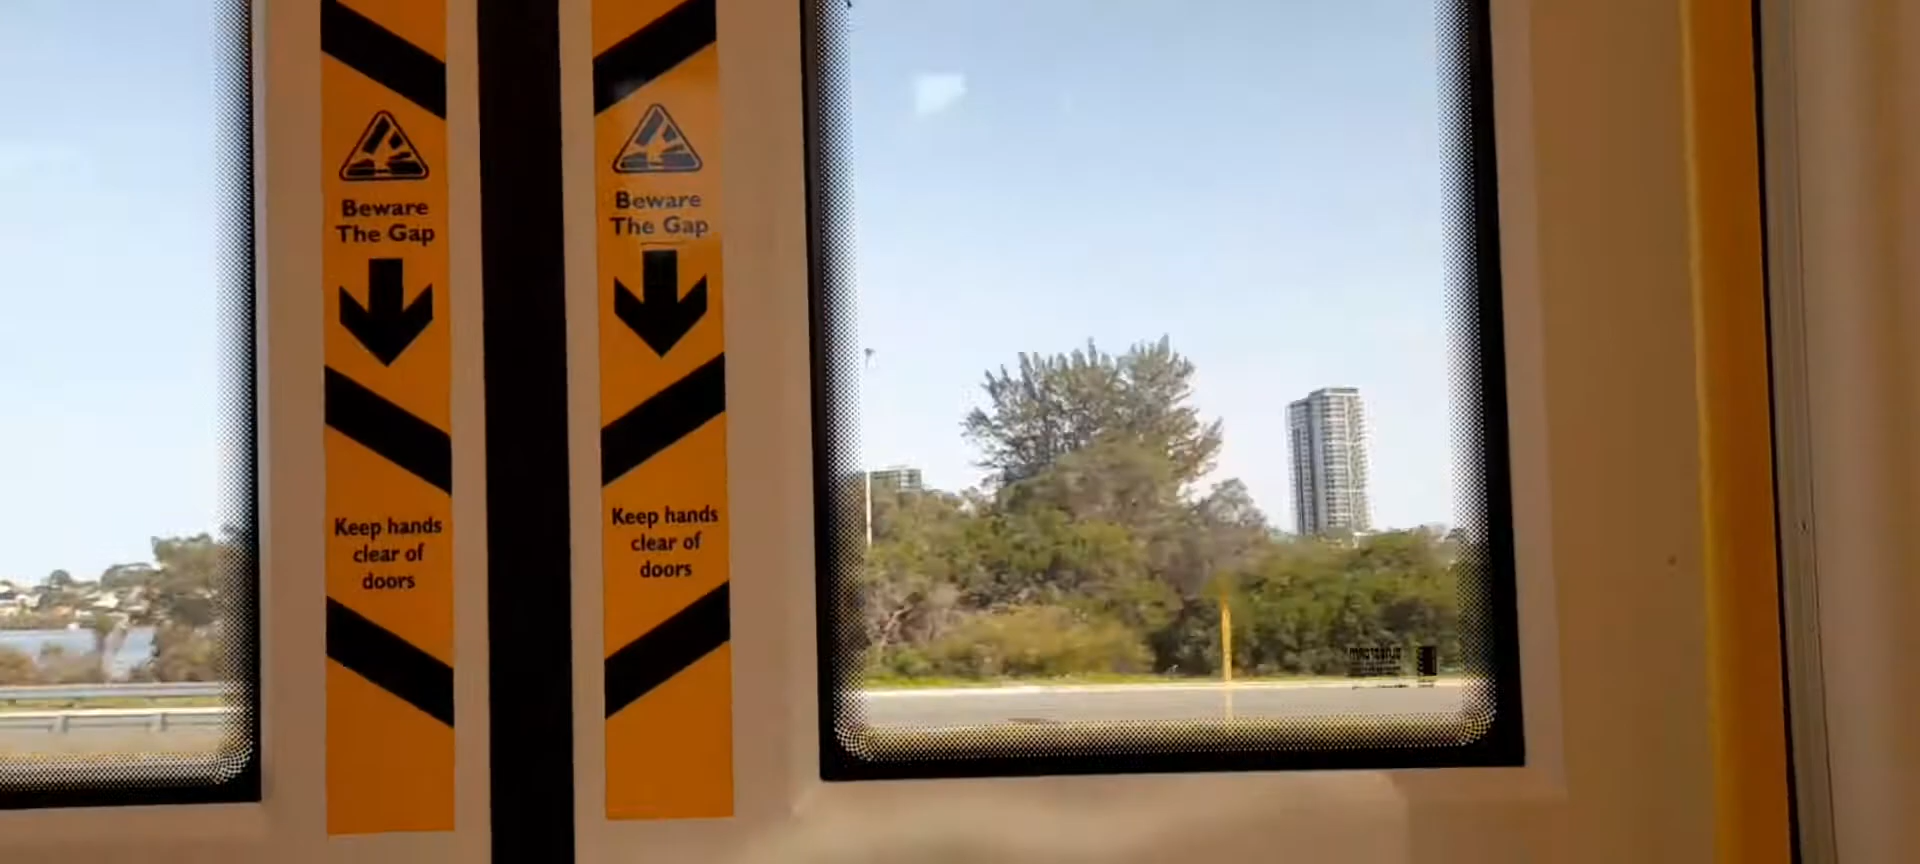 Beware
The Gap
Keep hands
clear of
doors
Beware
The Gap
Keep hands
clear of
doors